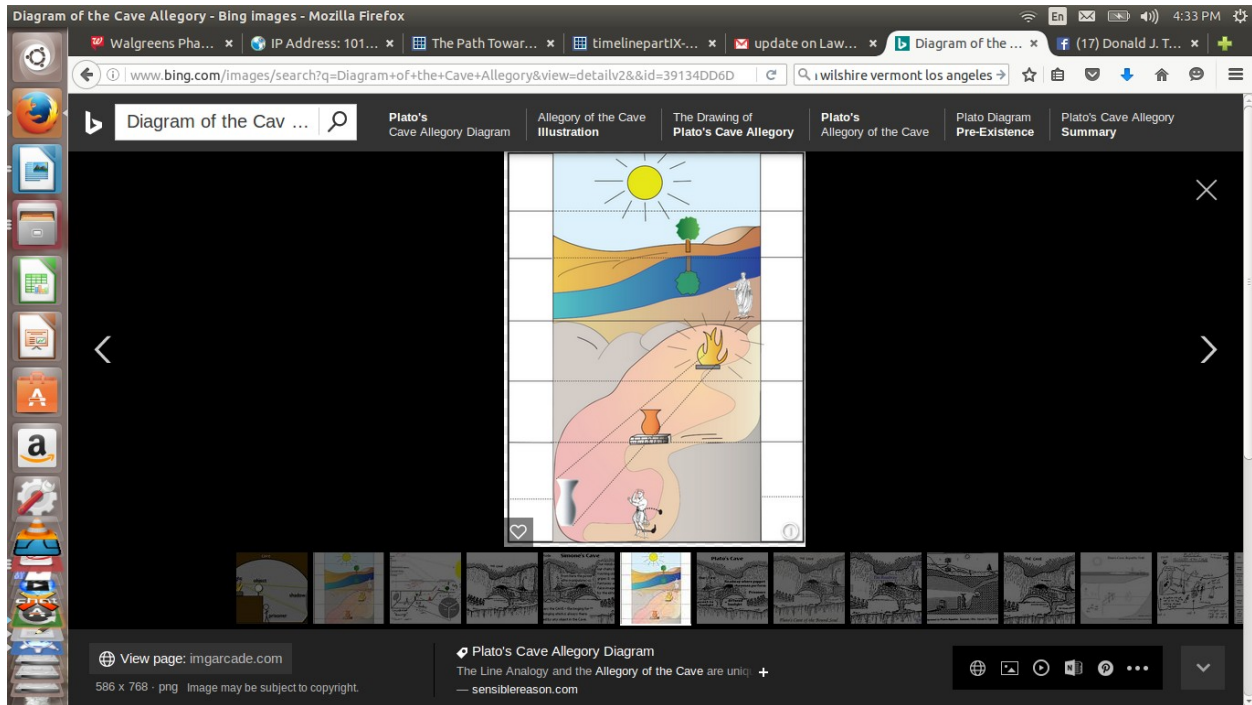 Diagram of the Cave Allegory - Bing images - Mozilla Firefox
En
4:33 PM
Walgreens Pha...
IP Address: 101...
The Path Towar...
timelinepartIX-...
update on Law...
Diagram of the ...
(17) Donald J. T...
www.bing.com/images/search?q=Diagram+of+the+Cave+Allegory&view=detailv2&&id=39134DD6D
wilshire vermont los angeles
Diagram of the Cav ...
Plato's
Cave Allegory Diagram
Allegory of the Cave
Illustration
The Drawing of
Plato's Cave Allegory
Plato's
Allegory of the Cave
Plato Diagram
Pre-Existence
Plato's Cave Allegory
Summary
Simone's Cave
Plato's Cave
View page: imgarcade.com
586 x 768 · png Image may be subject to copyright.
Plato's Cave Allegory Diagram
The Line Analogy and the Allegory of the Cave are uniq
— sensiblereason.com